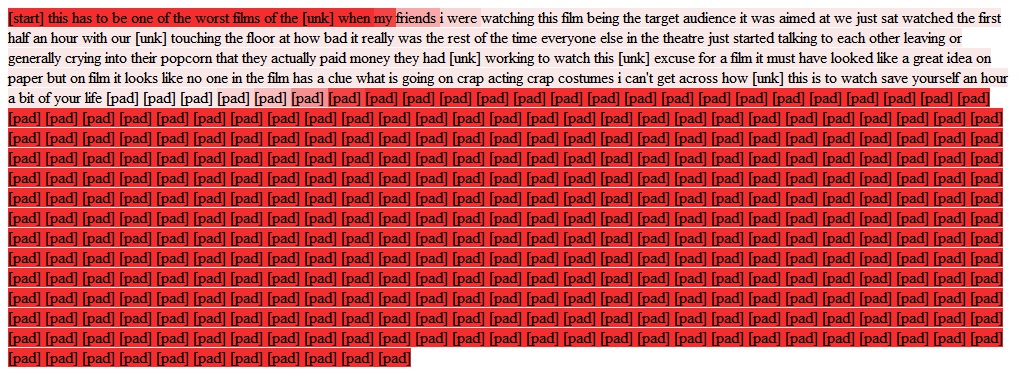 [start] this has to be one of the worst films of the [unk] when my friends i were watching this film being the target audience it was aimed at we just sat watched the first
half an hour with our [unk] touching the floor at how bad it really was the rest of the time everyone else in the theatre just started talking to each other leaving or
generally crying into their popcorn that they actually paid money they had [unk] working to watch this [unk] excuse for a film it must have looked like a great idea on
paper but on film it looks like no one in the film has a clue what is going on crap acting crap costumes i can't get across how [unk] this is to watch save yourself an hour
a bit of your life [pad] [pad] [pad] [pad] [pad] [pad] [pad] [pad] [pad] [pad] [pad] [pad] [pad] [pad] [pad] [pad] [pad] [pad] [pad] [pad] [pad] [pad] [pad] [pad]
[pad] [pad] [pad] [pad] [pad] [pad] [pad] [pad] [pad] [pad] [pad] [pad] [pad] [pad] [pad] [pad] [pad] [pad] [pad] [pad] [pad] [pad] [pad] [pad] [pad] [pad] [pad]
[pad] [pad] [pad] [pad] [pad] [pad] [pad] [pad] [pad] [pad] [pad] [pad] [pad] [pad] [pad] [pad] [pad] [pad] [pad] [pad] [pad] [pad] [pad] [pad] [pad] [pad] [pad]
[pad] [pad] [pad] [pad] [pad] [pad] [pad] [pad] [pad] [pad] [pad] [pad] [pad] [pad] [pad] [pad] [pad] [pad] [pad] [pad] [pad] [pad] [pad] [pad] [pad] [pad] [pad]
[pad] [pad] [pad] [pad] [pad] [pad] [pad] [pad] [pad] [pad] [pad] [pad] [pad] [pad] [pad] [pad] [pad] [pad] [pad] [pad] [pad] [pad] [pad] [pad] [pad] [pad] [pad]
[pad] [pad] [pad] [pad] [pad] [pad] [pad] [pad] [pad] [pad] [pad] [pad] [pad] [pad] [pad] [pad] [pad] [pad] [pad] [pad] [pad] [pad] [pad] [pad] [pad] [pad] [pad]
[pad] [pad] [pad] [pad] [pad] [pad] [pad] [pad] [pad] [pad] [pad] [pad] [pad] [pad] [pad] [pad] [pad] [pad] [pad] [pad] [pad] [pad] [pad] [pad] [pad] [pad] [pad]
[pad] [pad] [pad] [pad] [pad] [pad] [pad] [pad] [pad] [pad] [pad] [pad] [pad] [pad] [pad] [pad] [pad] [pad] [pad] [pad] [pad] [pad] [pad] [pad] [pad] [pad] [pad]
[pad] [pad] [pad] [pad] [pad] [pad] [pad] [pad] [pad] [pad] [pad] [pad] [pad] [pad] [pad] [pad] [pad] [pad] [pad] [pad] [pad] [pad] [pad] [pad] [pad] [pad] [pad]
[pad] [pad] [pad] [pad] [pad] [pad] [pad] [pad] [pad] [pad] [pad] [pad] [pad] [pad] [pad] [pad] [pad] [pad] [pad] [pad] [pad] [pad] [pad] [pad] [pad] [pad] [pad]
[pad] [pad] [pad] [pad] [pad] [pad] [pad] [pad] [pad] [pad] [pad] [pad] [pad] [pad] [pad] [pad] [pad] [pad] [pad] [pad] [pad] [pad] [pad] [pad] [pad] [pad] [pad]
[pad] [pad] [pad] [pad] [pad] [pad] [pad] [pad] [pad] [pad] [pad] [pad] [pad] [pad] [pad] [pad] [pad] [pad] [pad] [pad] [pad] [pad] [pad] [pad] [pad] [pad] [pad]
[pad] [pad] [pad] [pad] [pad] [pad] [pad] [pad] [pad] [pad] [pad] [pad] [pad] [pad] [pad] [pad] [pad] [pad] [pad] [pad] [pad] [pad] [pad] [pad] [pad] [pad] [pad]
[pad] [pad] [pad] [pad] [pad] [pad] [pad] [pad] [pad] [pad] [pad]